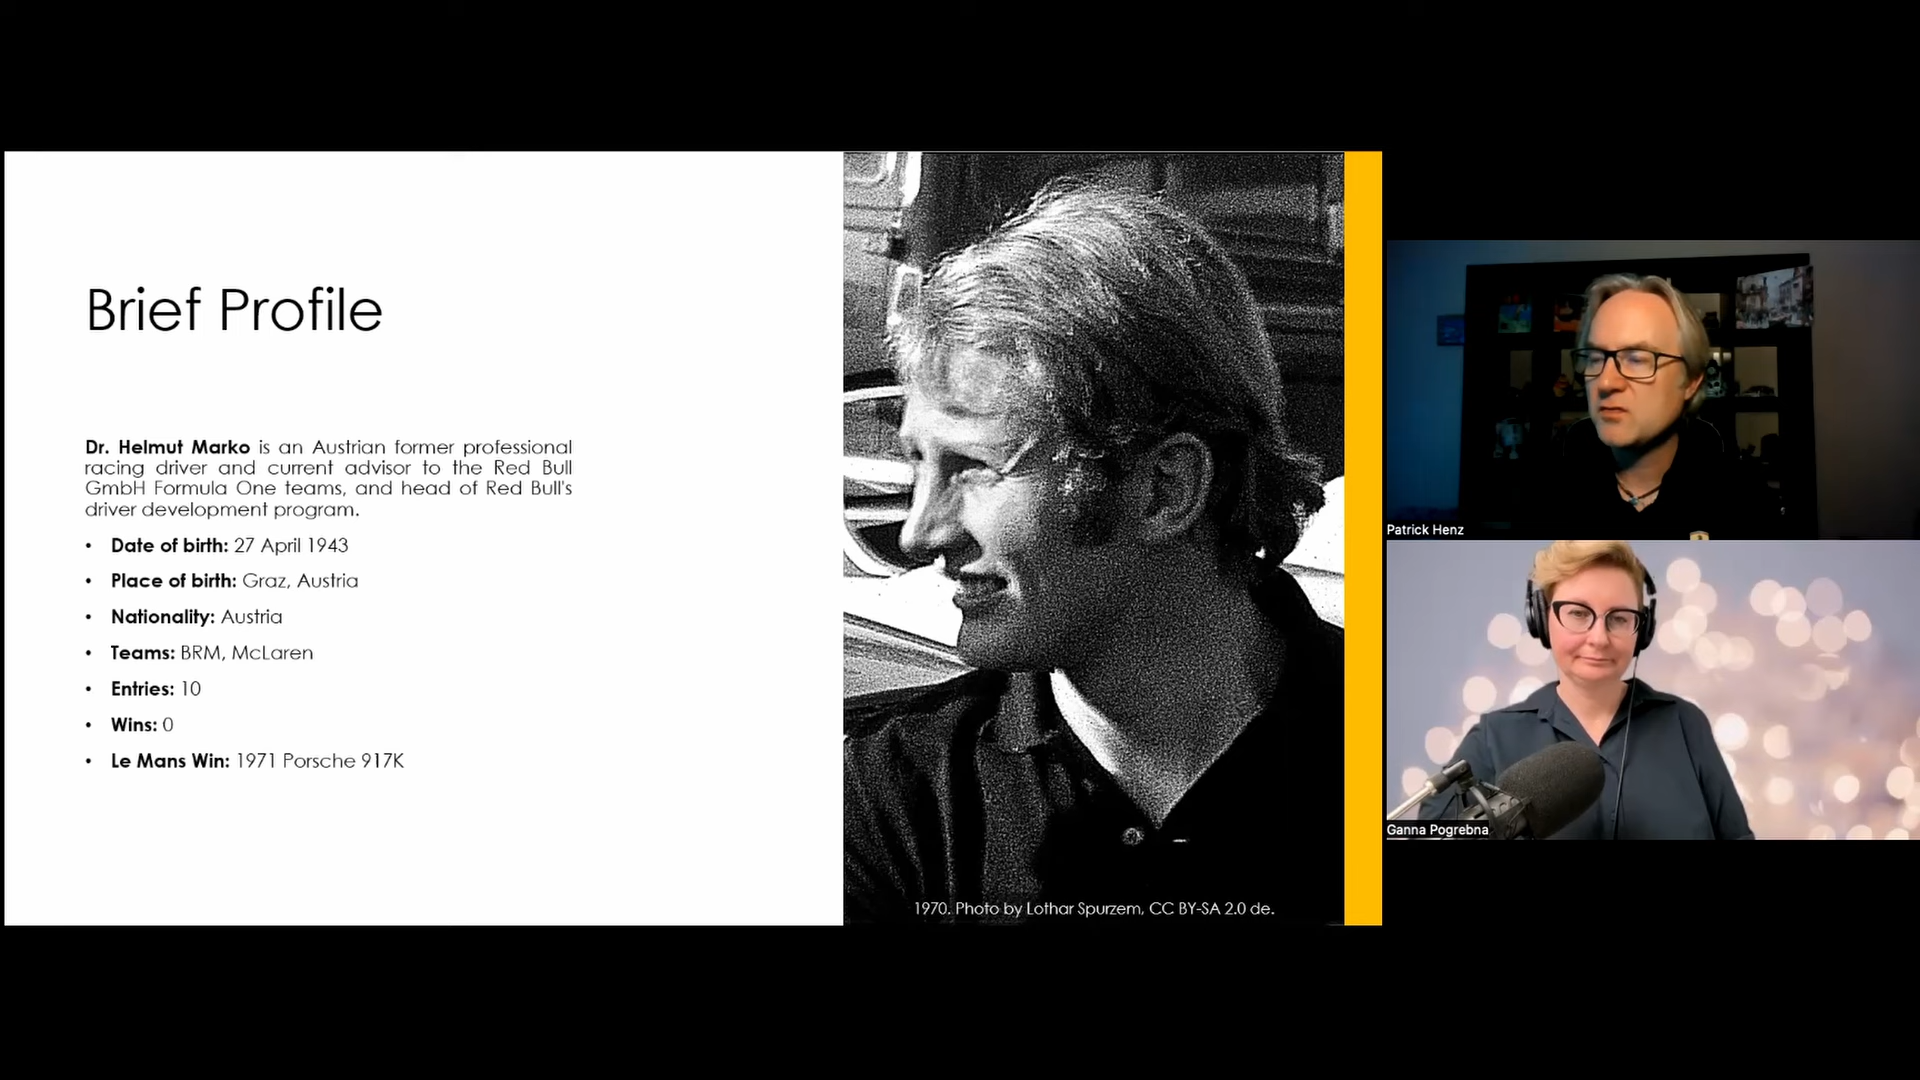 Brief Profile
Dr. Helmut Marko is an Austrian former professional
racing driver and current advisor to the Red Bull
GmbH Formula One teams, and head of Red Bull's
driver development program.
• Date of birth: 27 April 1943
• Place of birth: Graz, Austria
• Nationality: Austria
• Teams: BRM, McLaren
• Entries: 10
• Wins: 0
• Le Mans Win: 1971 Porsche 917K
1970. Photo by Lothar Spurzem, CC BY-SA 2.0 de.
Patrick Henz
Ganna Pogrebna